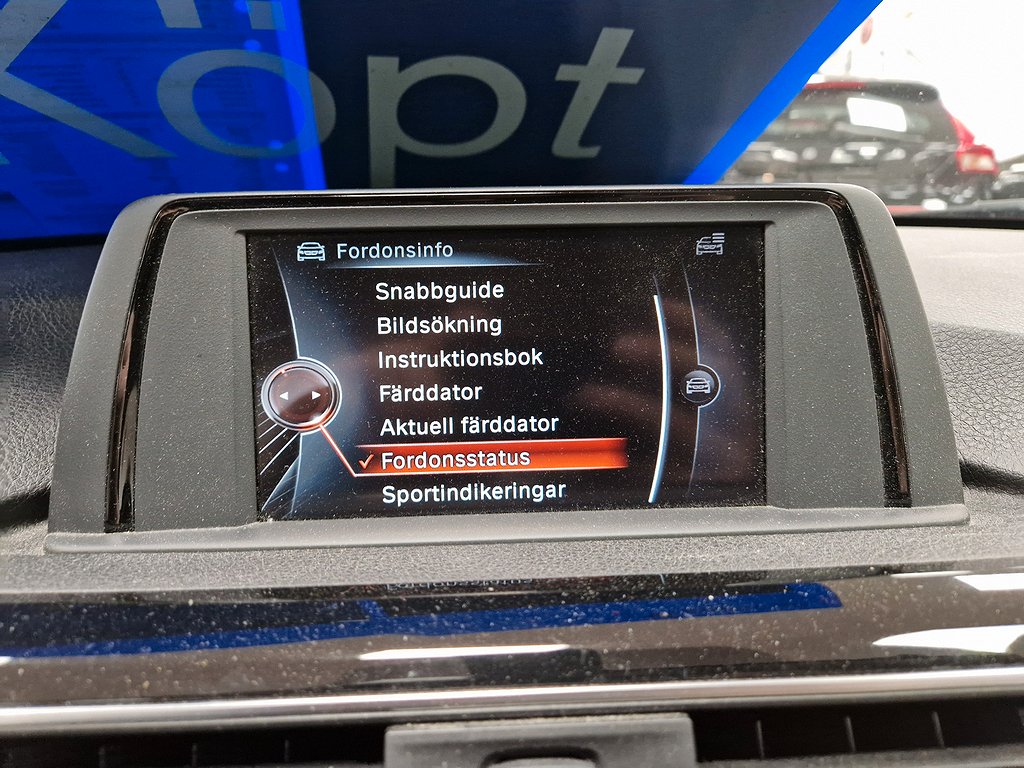 Köpt
Fordonsinfo
Snabbguide
Bildsökning
Instruktionsbok
Färddator
Aktuell färddator
Fordonsstatus
Sportindikeringar